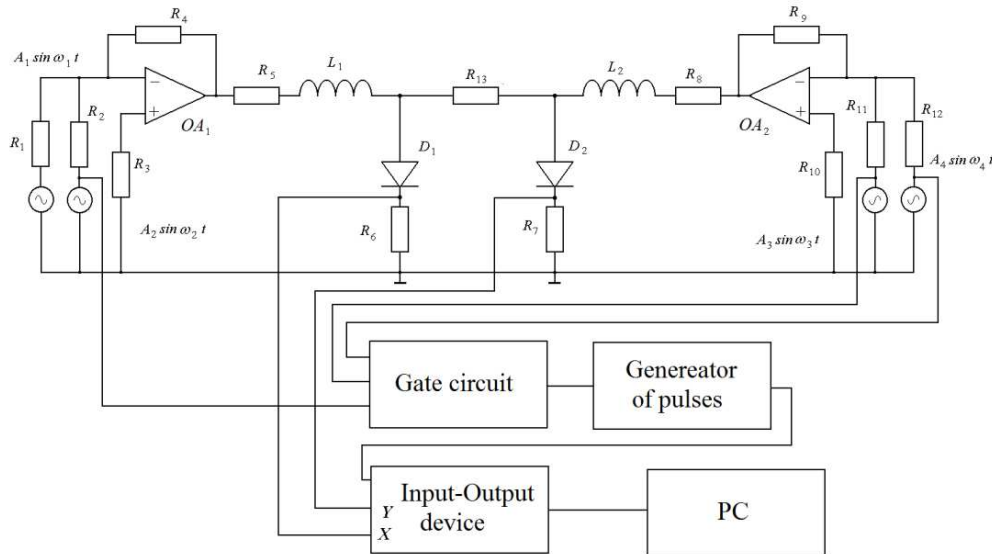 R₄
R₉
A₁ sin ω₁ t
R₅
L₁
R₁₃
L₂
R₈
R₂
OA₁
OA₂
R₁₁
R₁₂
R₁
R₃
D₁
D₂
R₁₀
A₄ sin ω₄ t
A₂ sin ω₂ t
R₆
R₇
A₃ sin ω₃ t
Gate circuit
Genereator
of pulses
Input-Output
device
Y
X
PC